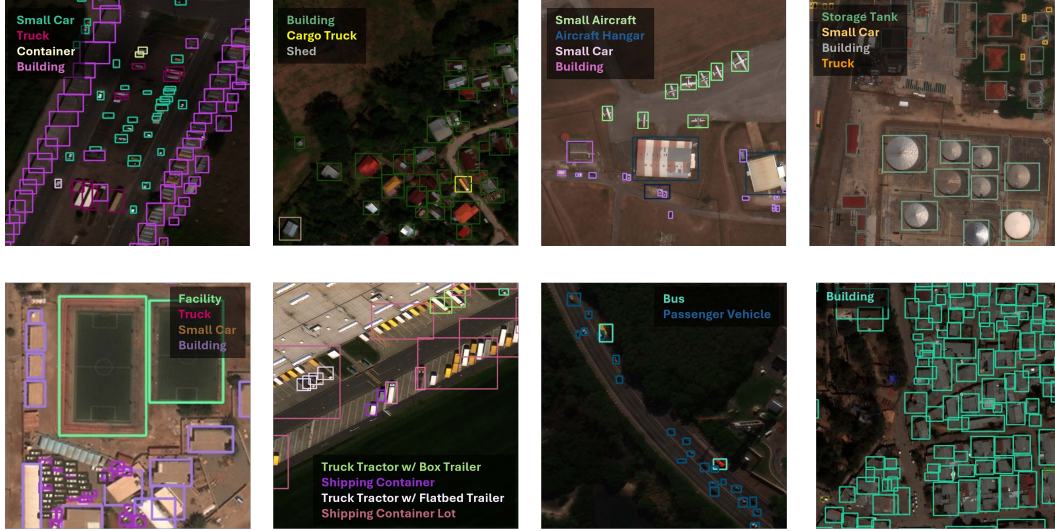 Small Car
Truck
Container
Building
Building
Cargo Truck
Shed
Small Aircraft
Aircraft Hangar
Small Car
Building
Storage Tank
Small Car
Building
Truck
Facility
Truck
Small Car
Building
Truck Tractor w/ Box Trailer
Shipping Container
Truck Tractor w/ Flatbed Trailer
Shipping Container Lot
Bus
Passenger Vehicle
Building